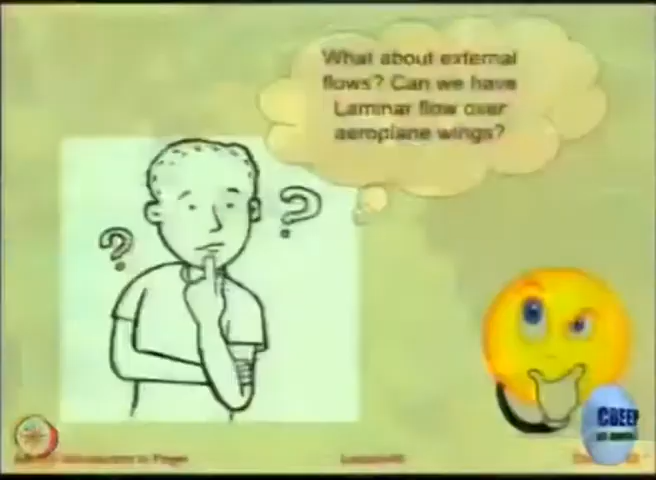 What about external
flows? Can we have
Laminar flow over
aeroplane wings?
?
?
CDEEP